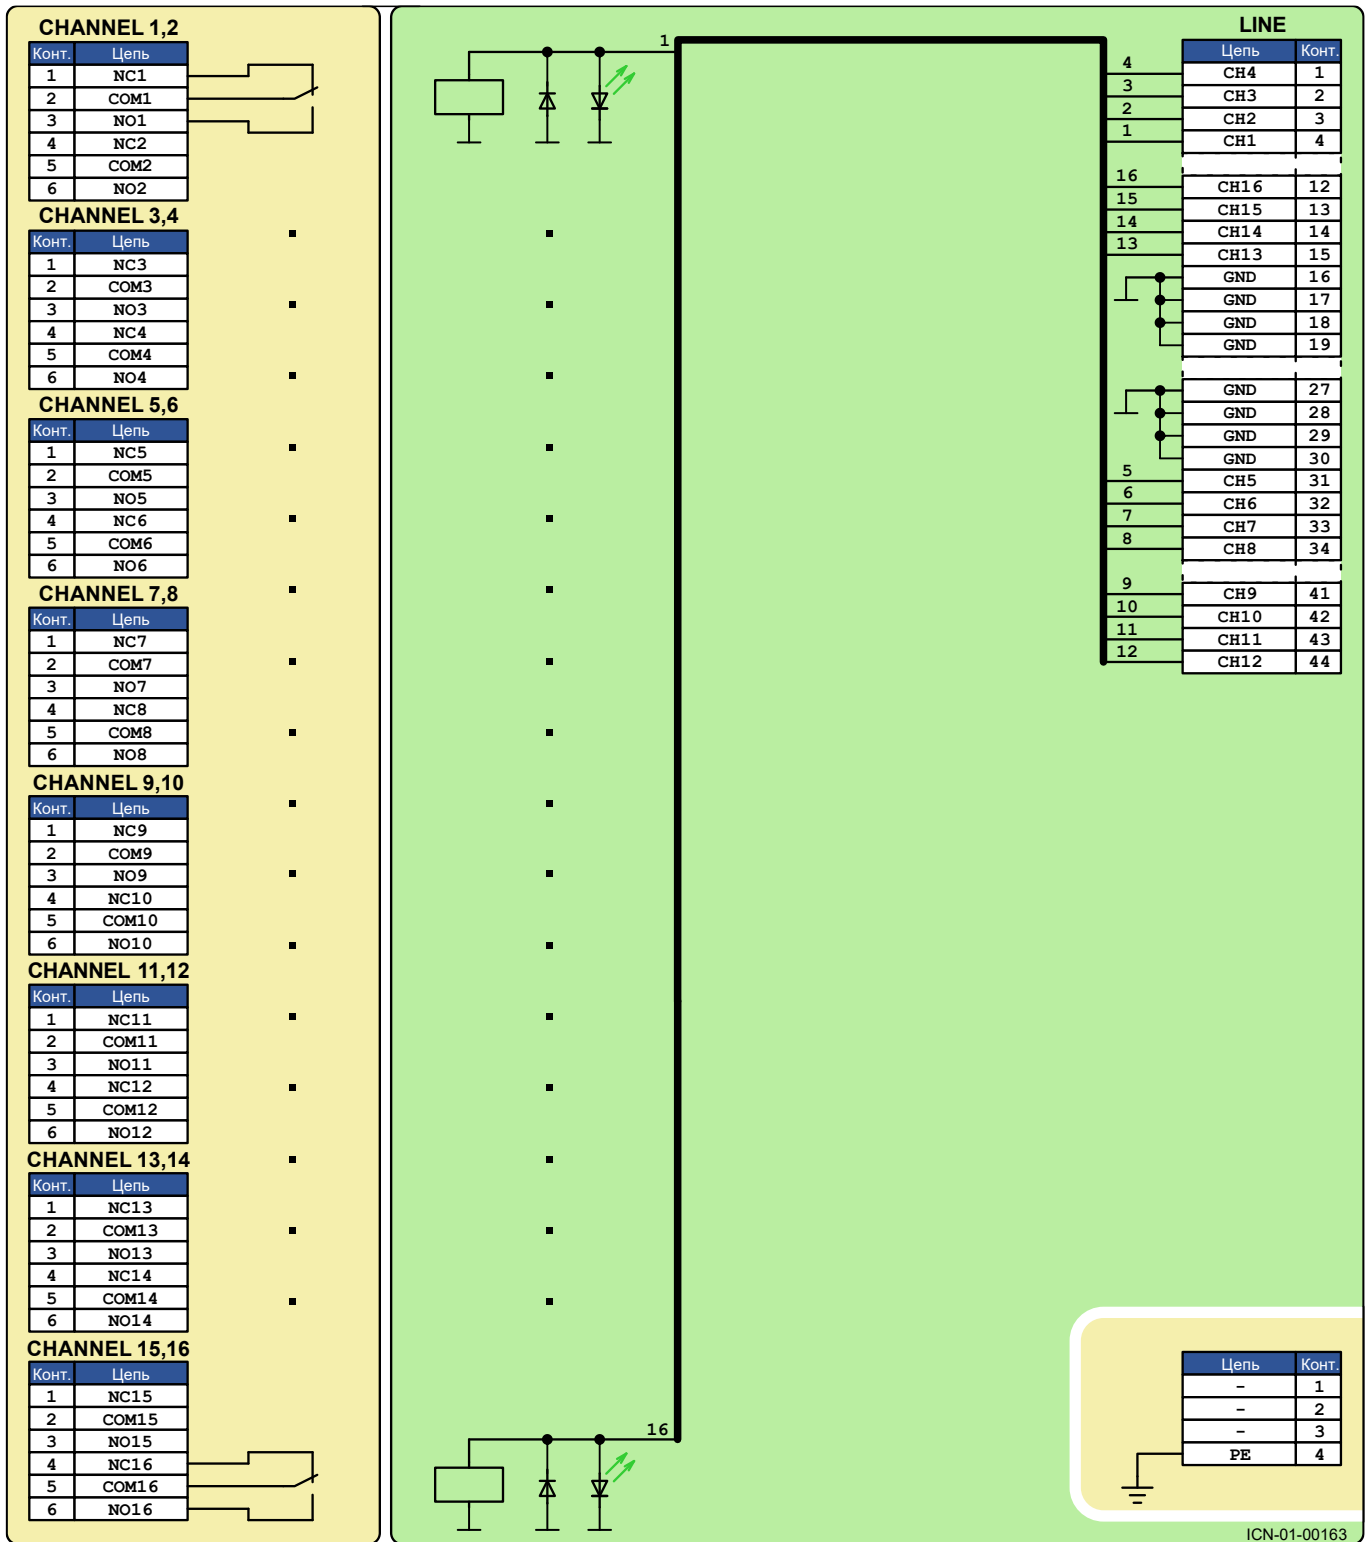 CHANNEL 1,2
Конт. Цепь
1 NC1
2 COM1
3 NO1
4 NC2
5 COM2
6 NO2
CHANNEL 3,4
Конт. Цепь
1 NC3
2 COM3
3 NO3
4 NC4
5 COM4
6 NO4
CHANNEL 5,6
Конт. Цепь
1 NC5
2 COM5
3 NO5
4 NC6
5 COM6
6 NO6
CHANNEL 7,8
Конт. Цепь
1 NC7
2 COM7
3 NO7
4 NC8
5 COM8
6 NO8
CHANNEL 9,10
Конт. Цепь
1 NC9
2 COM9
3 NO9
4 NC10
5 COM10
6 NO10
CHANNEL 11,12
Конт. Цепь
1 NC11
2 COM11
3 NO11
4 NC12
5 COM12
6 NO12
CHANNEL 13,14
Конт. Цепь
1 NC13
2 COM13
3 NO13
4 NC14
5 COM14
6 NO14
CHANNEL 15,16
Конт. Цепь
1 NC15
2 COM15
3 NO15
4 NC16
5 COM16
6 NO16
1
16
LINE
Цепь Конт.
4 CH4 1
3 CH3 2
2 CH2 3
1 CH1 4
16 CH16 12
15 CH15 13
14 CH14 14
13 CH13 15
GND 16
GND 17
GND 18
GND 19
GND 27
GND 28
GND 29
GND 30
5 CH5 31
6 CH6 32
7 CH7 33
8 CH8 34
9 CH9 41
10 CH10 42
11 CH11 43
12 CH12 44
Цепь Конт.
- 1
- 2
- 3
PE 4
ICN-01-00163